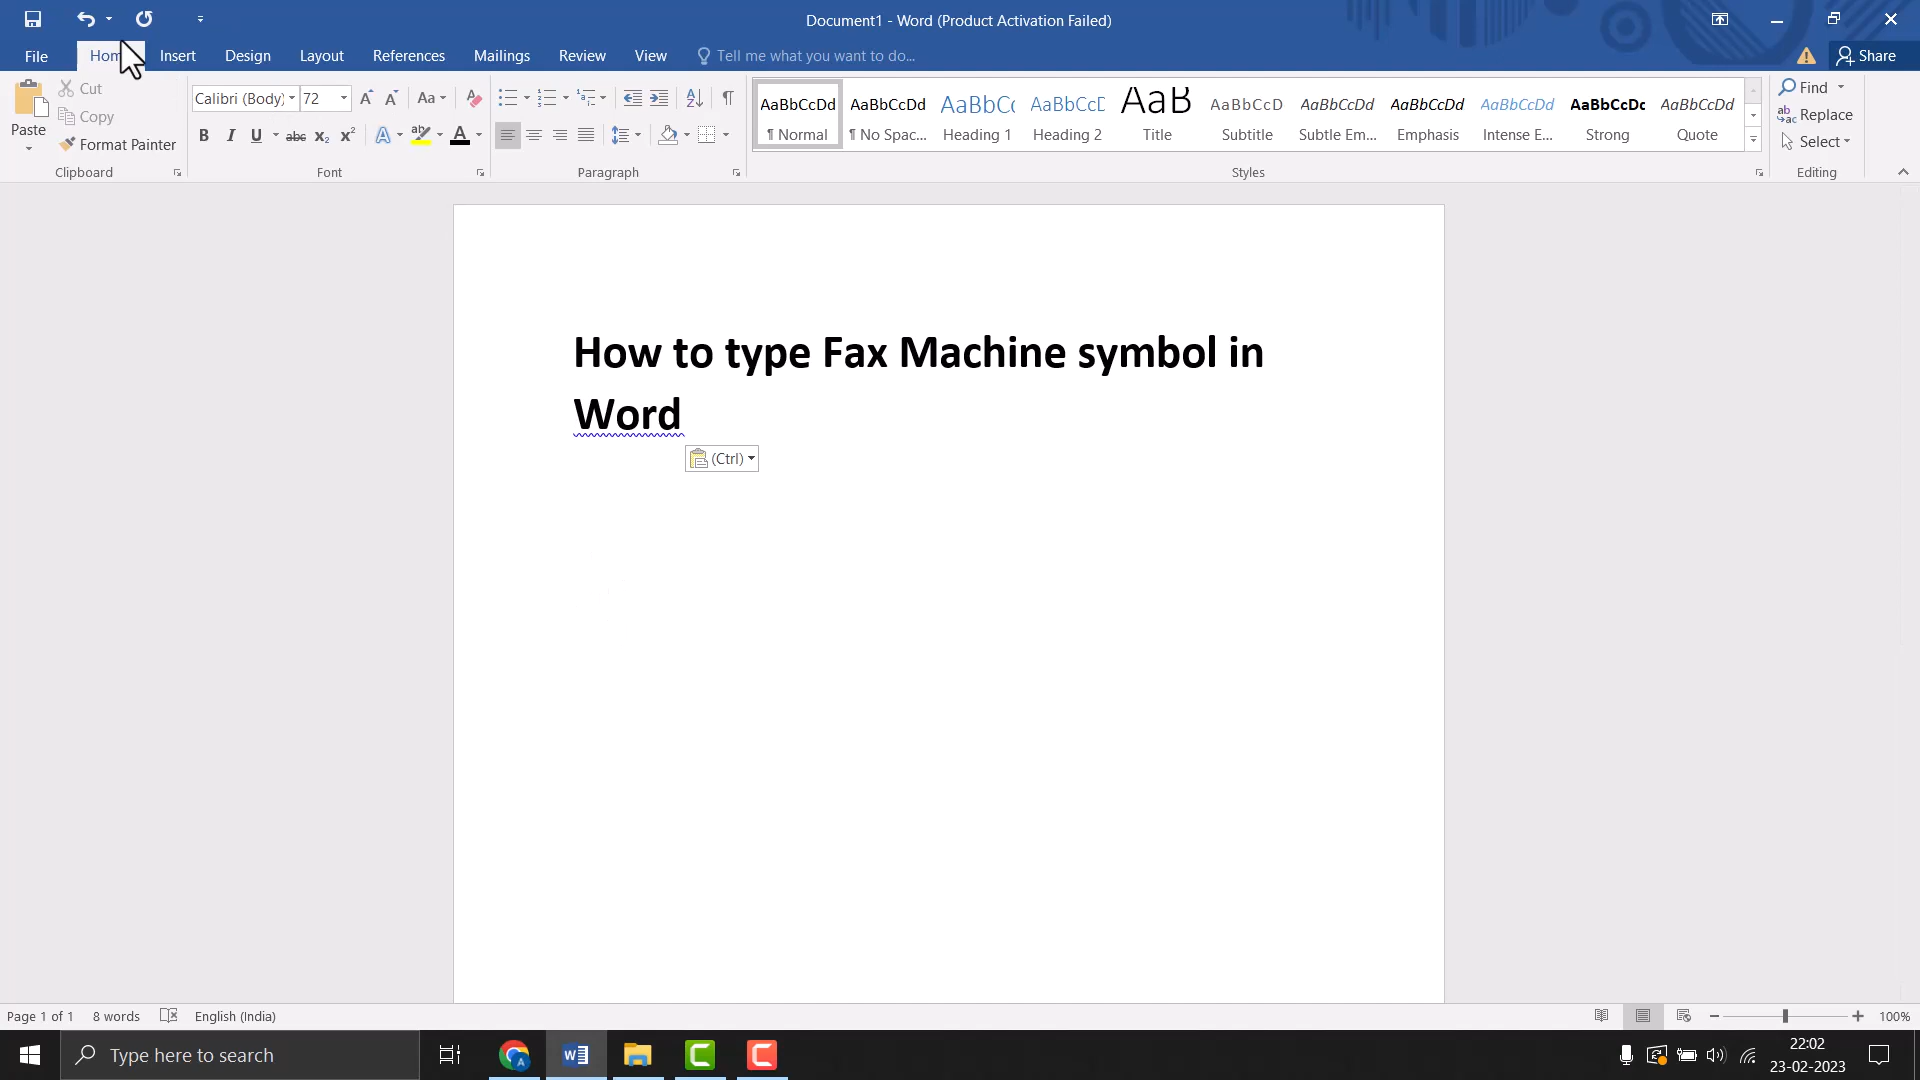 Document1 - Word (Product Activation Failed)
File Home Insert Design Layout References Mailings Review View Tell me what you want to do... Share
Paste
Cut
Copy
Format Painter
Clipboard
Calibri (Body) 72
Font
Paragraph
AaBbCcDd AaBbCcDd AaBbCc AaBbCcD AaB AaBbCcD AaBbCcDd AaBbCcDd AaBbCcDd AaBbCcDc AaBbCcDd
¶ Normal ¶ No Spac... Heading 1 Heading 2 Title Subtitle Subtle Em... Emphasis Intense E... Strong Quote
Styles
Find
Replace
Select
Editing
How to type Fax Machine symbol in
Word
(Ctrl)
Page 1 of 1 8 words English (India) 100%
Type here to search
22:02
23-02-2023